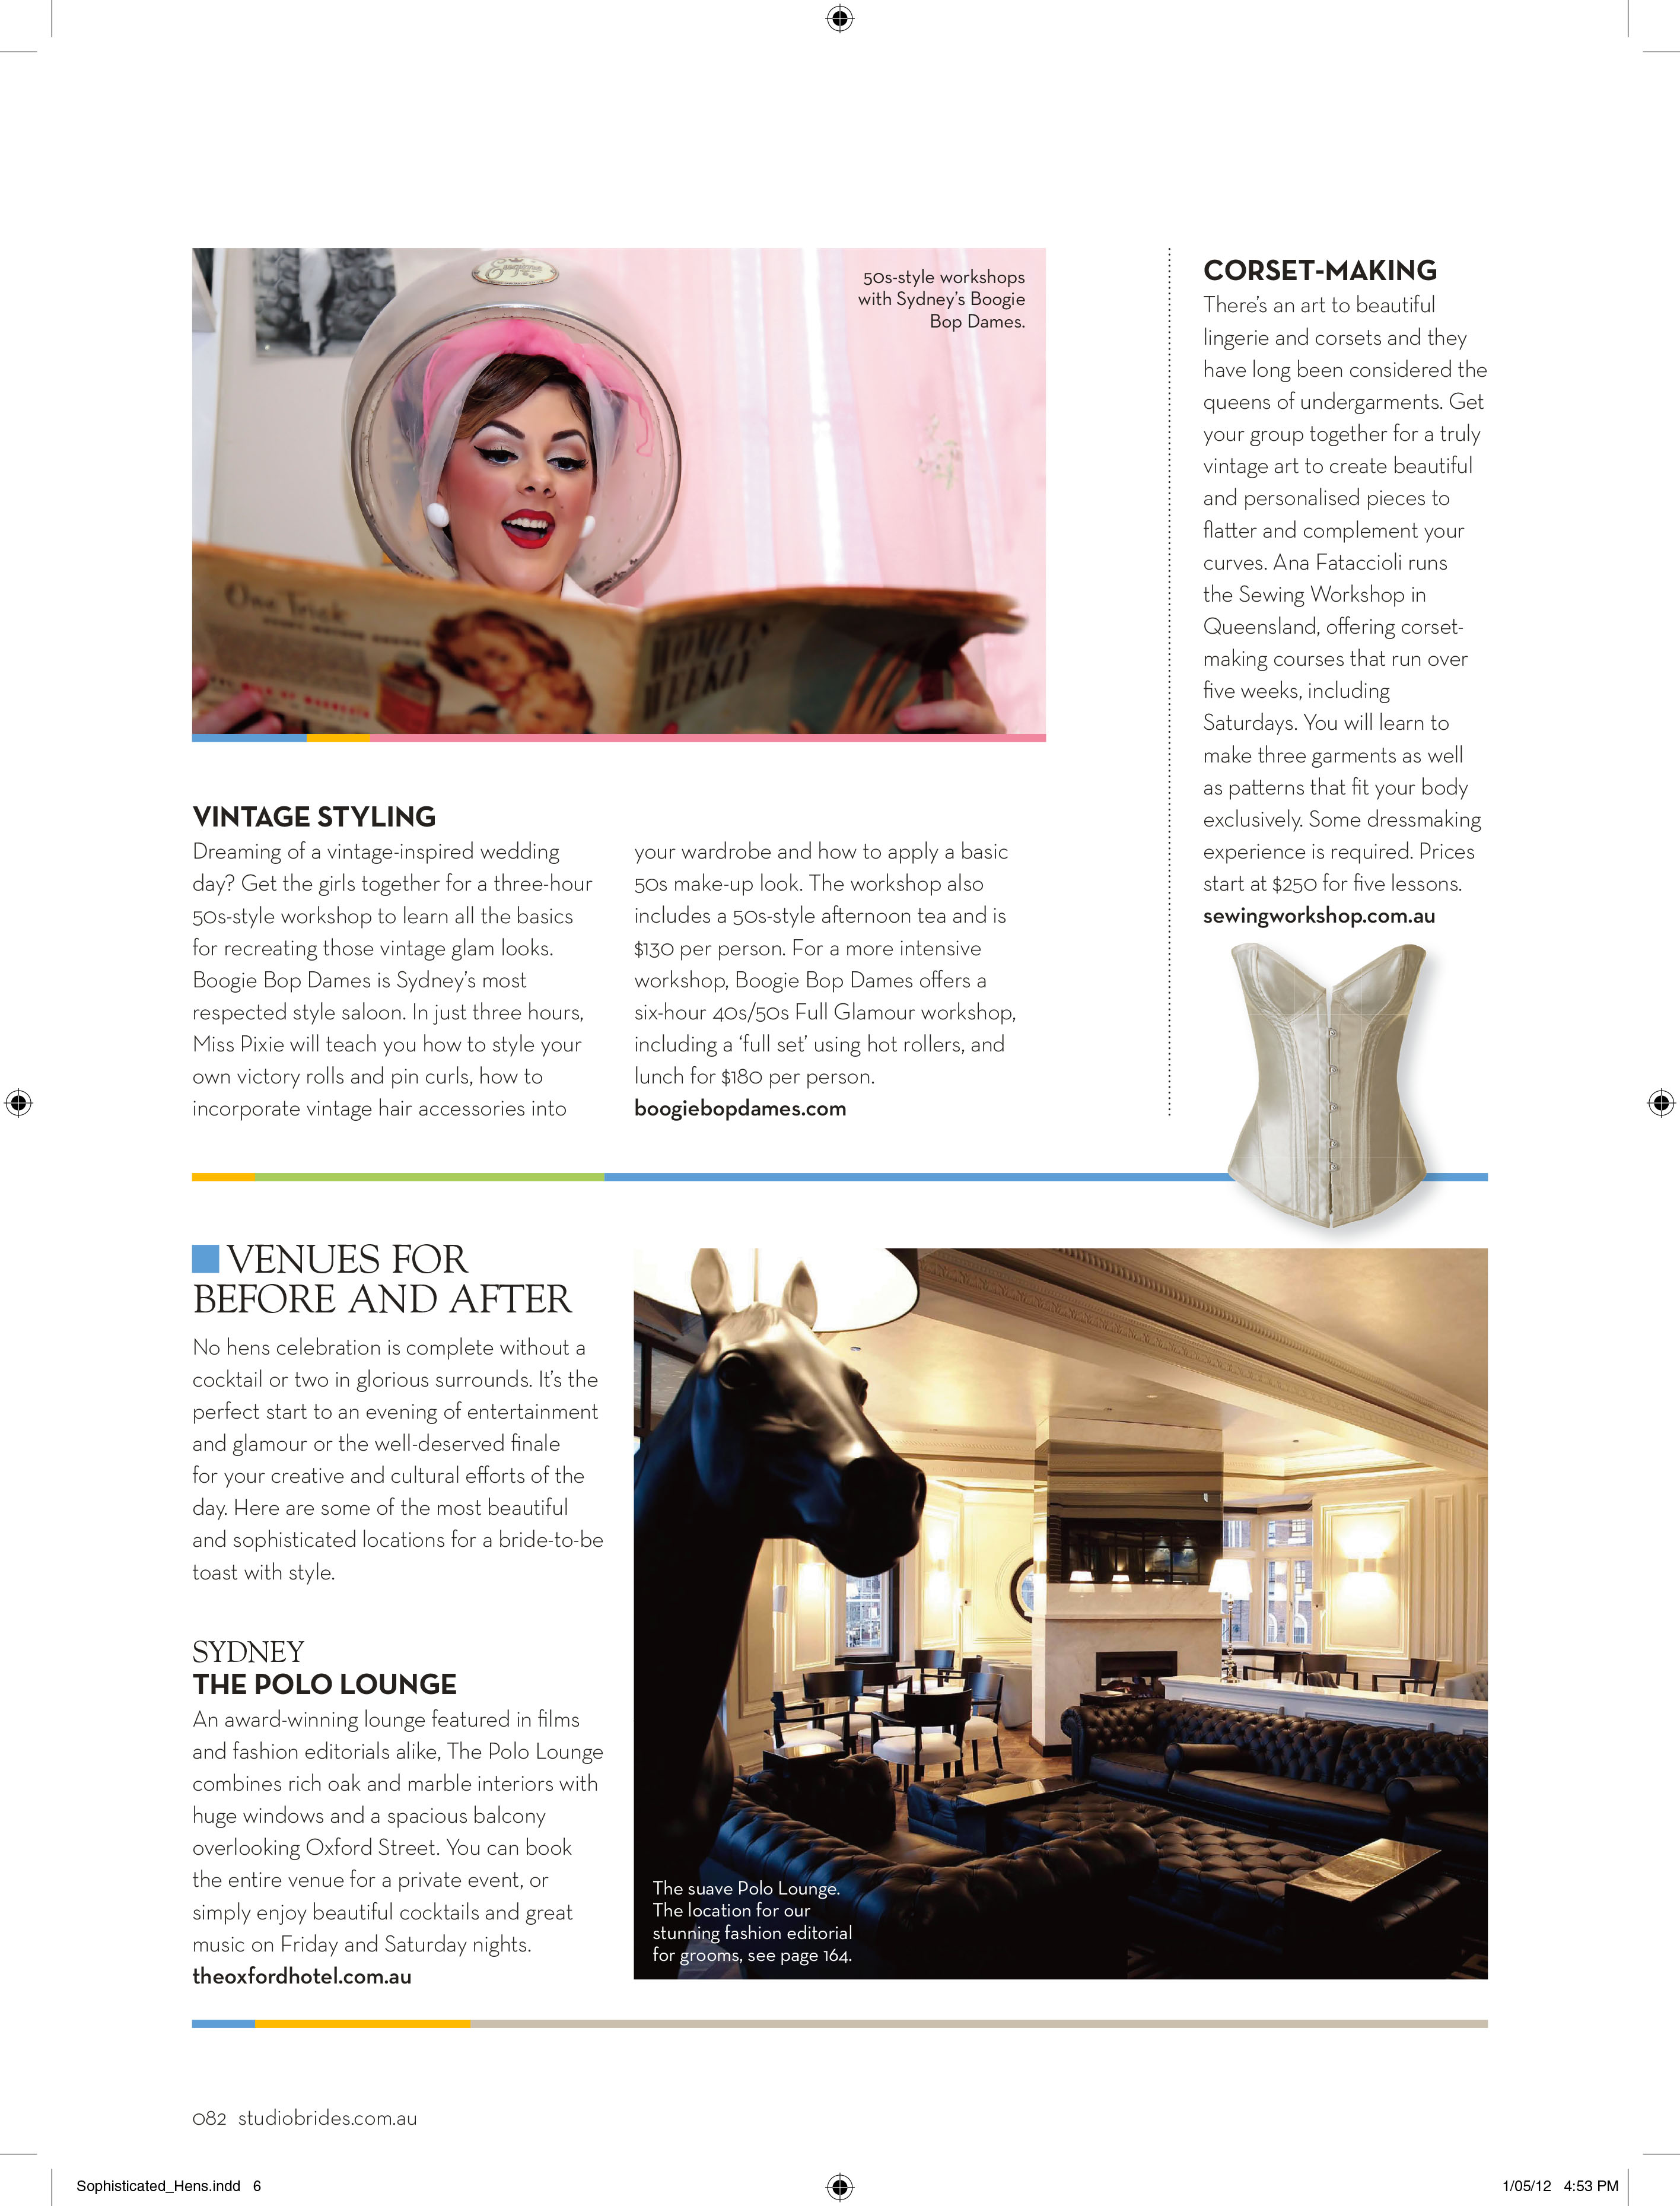 50s-style workshops
with Sydney's Boogie
Bop Dames.
One Trick
WOMEN'S
WEEKLY
VINTAGE STYLING
Dreaming of a vintage-inspired wedding
day? Get the girls together for a three-hour
50s-style workshop to learn all the basics
for recreating those vintage glam looks.
Boogie Bop Dames is Sydney's most
respected style saloon. In just three hours,
Miss Pixie will teach you how to style your
own victory rolls and pin curls, how to
incorporate vintage hair accessories into
your wardrobe and how to apply a basic
50s make-up look. The workshop also
includes a 50s-style afternoon tea and is
$130 per person. For a more intensive
workshop, Boogie Bop Dames offers a
six-hour 40s/50s Full Glamour workshop,
including a ‘full set’ using hot rollers, and
lunch for $180 per person.
boogiebopdames.com
CORSET-MAKING
There's an art to beautiful
lingerie and corsets and they
have long been considered the
queens of undergarments. Get
your group together for a truly
vintage art to create beautiful
and personalised pieces to
flatter and complement your
curves. Ana Fataccioli runs
the Sewing Workshop in
Queensland, offering corset-
making courses that run over
five weeks, including
Saturdays. You will learn to
make three garments as well
as patterns that fit your body
exclusively. Some dressmaking
experience is required. Prices
start at $250 for five lessons.
sewingworkshop.com.au
VENUES FOR
BEFORE AND AFTER
No hens celebration is complete without a
cocktail or two in glorious surrounds. It's the
perfect start to an evening of entertainment
and glamour or the well-deserved finale
for your creative and cultural efforts of the
day. Here are some of the most beautiful
and sophisticated locations for a bride-to-be
toast with style.
SYDNEY
THE POLO LOUNGE
An award-winning lounge featured in films
and fashion editorials alike, The Polo Lounge
combines rich oak and marble interiors with
huge windows and a spacious balcony
overlooking Oxford Street. You can book
the entire venue for a private event, or
simply enjoy beautiful cocktails and great
music on Friday and Saturday nights.
theoxfordhotel.com.au
The suave Polo Lounge.
The location for our
stunning fashion editorial
for grooms, see page 164.
082 studiobrides.com.au
Sophisticated_Hens.indd 6
1/05/12 4:53 PM